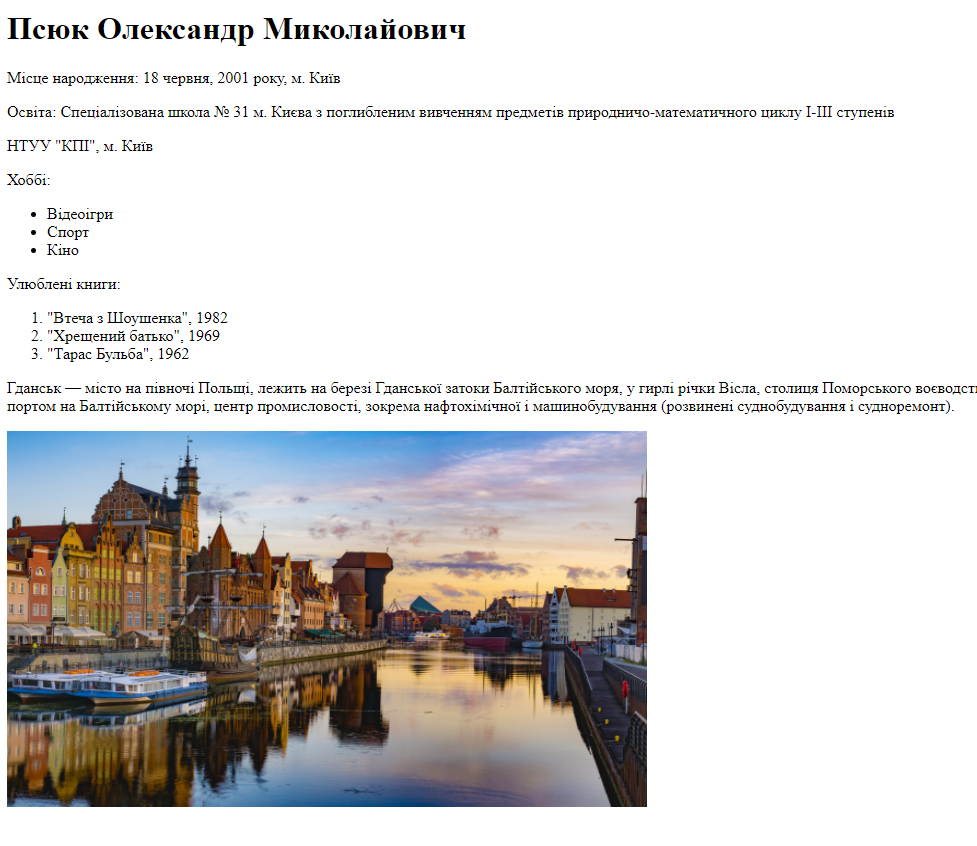 Псюк Олександр Миколайович
Місце народження: 18 червня, 2001 року, м. Київ
Освіта: Спеціалізована школа № 31 м. Києва з поглибленим вивченням предметів природничо-математичного циклу І-ІІІ ступенів
НТУУ "КПІ", м. Київ
Хоббі:
• Відеоігри
• Спорт
• Кіно
Улюблені книги:
1. "Втеча з Шоушенка", 1982
2. "Хрещений батько", 1969
3. "Тарас Бульба", 1962
Гданськ — місто на півночі Польщі, лежить на березі Гданської затоки Балтійського моря, у гирлі річки Вісла, столиця Поморського
портом на Балтійському морі, центр промисловості, зокрема нафтохімічної і машинобудування (розвинені суднобудування і судноремонт).